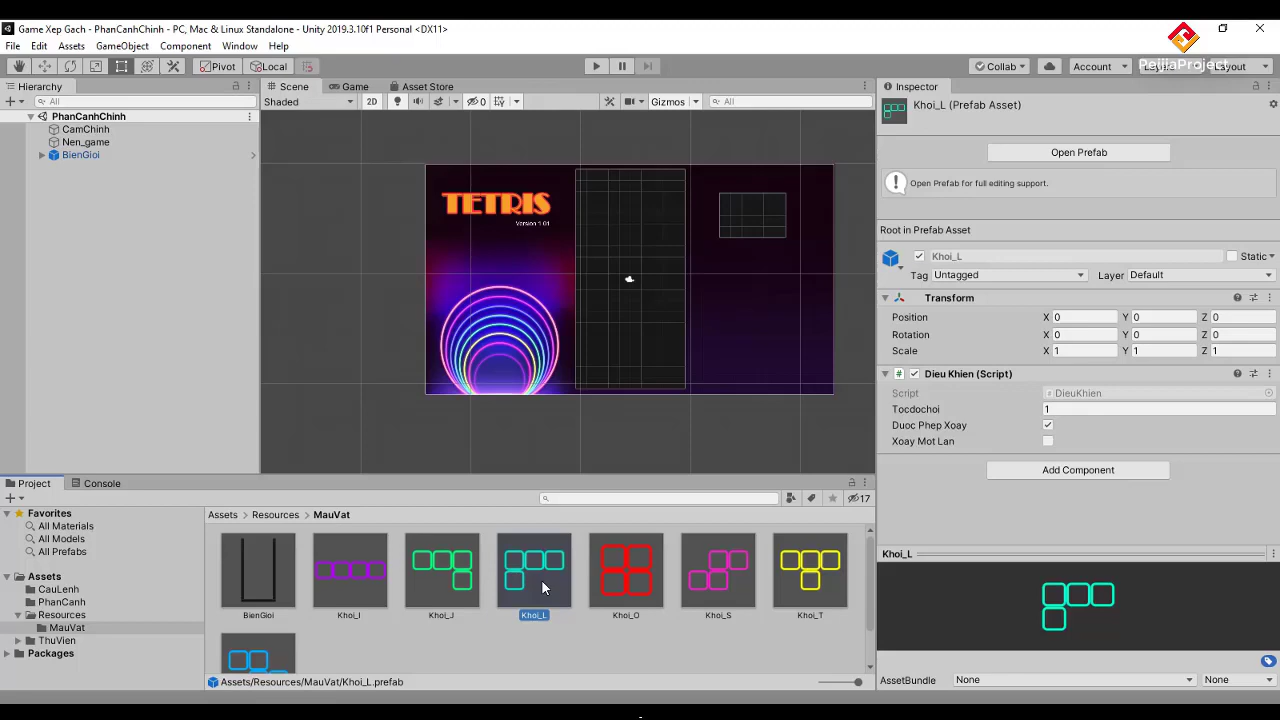 Game Xep Gach - PhanCanhChinh - PC, Mac & Linux Standalone - Unity 2019.3.10f1 Personal <DX11>
File Edit Assets GameObject Component Window Help
PeijiaProject
Pivot Local Collab Account Layers Layout
Hierarchy
All
PhanCanhChinh
CamChinh
Nen_game
BienGioi
Scene Game Asset Store
Shaded 2D 0 Gizmos All
TETRIS
Version 1.01
Inspector
Khoi_L (Prefab Asset)
Open Prefab
Open Prefab for full editing support.
Root in Prefab Asset
Khoi_L Static
Tag Untagged Layer Default
Transform
Position X 0 Y 0 Z 0
Rotation X 0 Y 0 Z 0
Scale X 1 Y 1 Z 1
# Dieu Khien (Script)
Script DieuKhien
Tocdochoi 1
Duoc Phep Xoay
Xoay Mot Lan
Add Component
Project Console
17
Favorites
All Materials
All Models
All Prefabs
Assets
CauLenh
PhanCanh
Resources
MauVat
ThuVien
Packages
Assets Resources MauVat
BienGioi Khoi_I Khoi_J Khoi_L Khoi_O Khoi_S Khoi_T
Assets/Resources/MauVat/Khoi_L.prefab
Khoi_L
AssetBundle None None